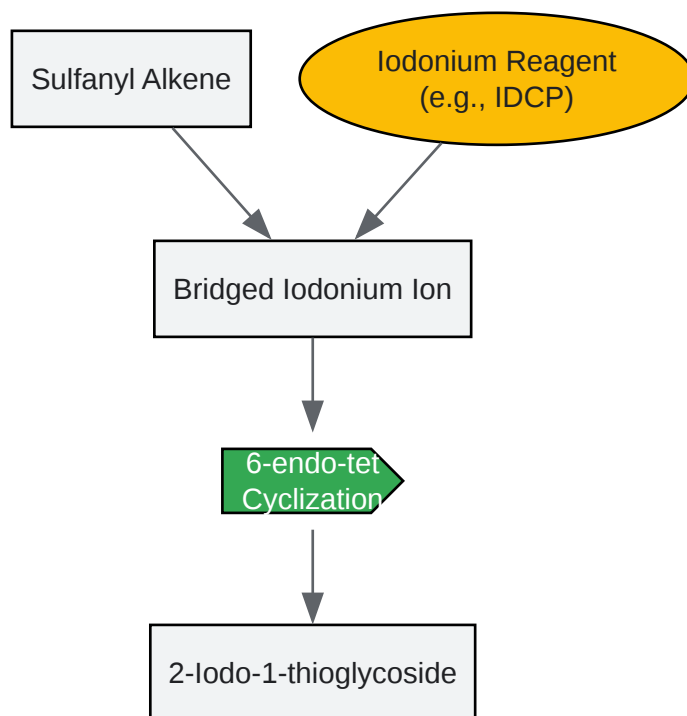 Sulfanyl Alkene
Iodonium Reagent
(e.g., IDCP)
Bridged Iodonium Ion
6-endo-tet
Cyclization
2-Iodo-1-thioglycoside